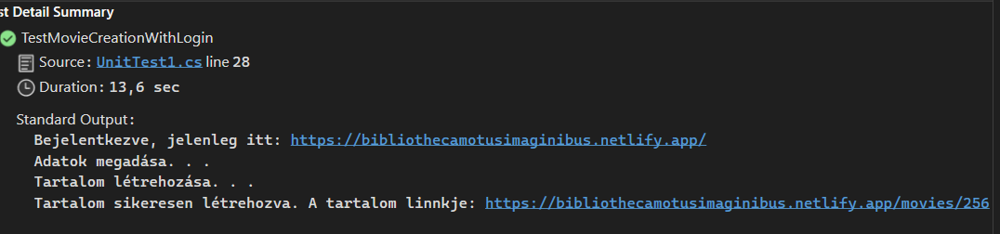 st Detail Summary
TestMovieCreationWithLogin
Source: UnitTest1.cs line 28
Duration: 13,6 sec
Standard Output:
Bejelentkezve, jelenleg itt: https://bibliothecamotusimaginibus.netlify.app/
Adatok megadása. . .
Tartalom létrehozása. . .
Tartalom sikeresen létrehozva. A tartalom linnkje: https://bibliothecamotusimaginibus.netlify.app/movies/256